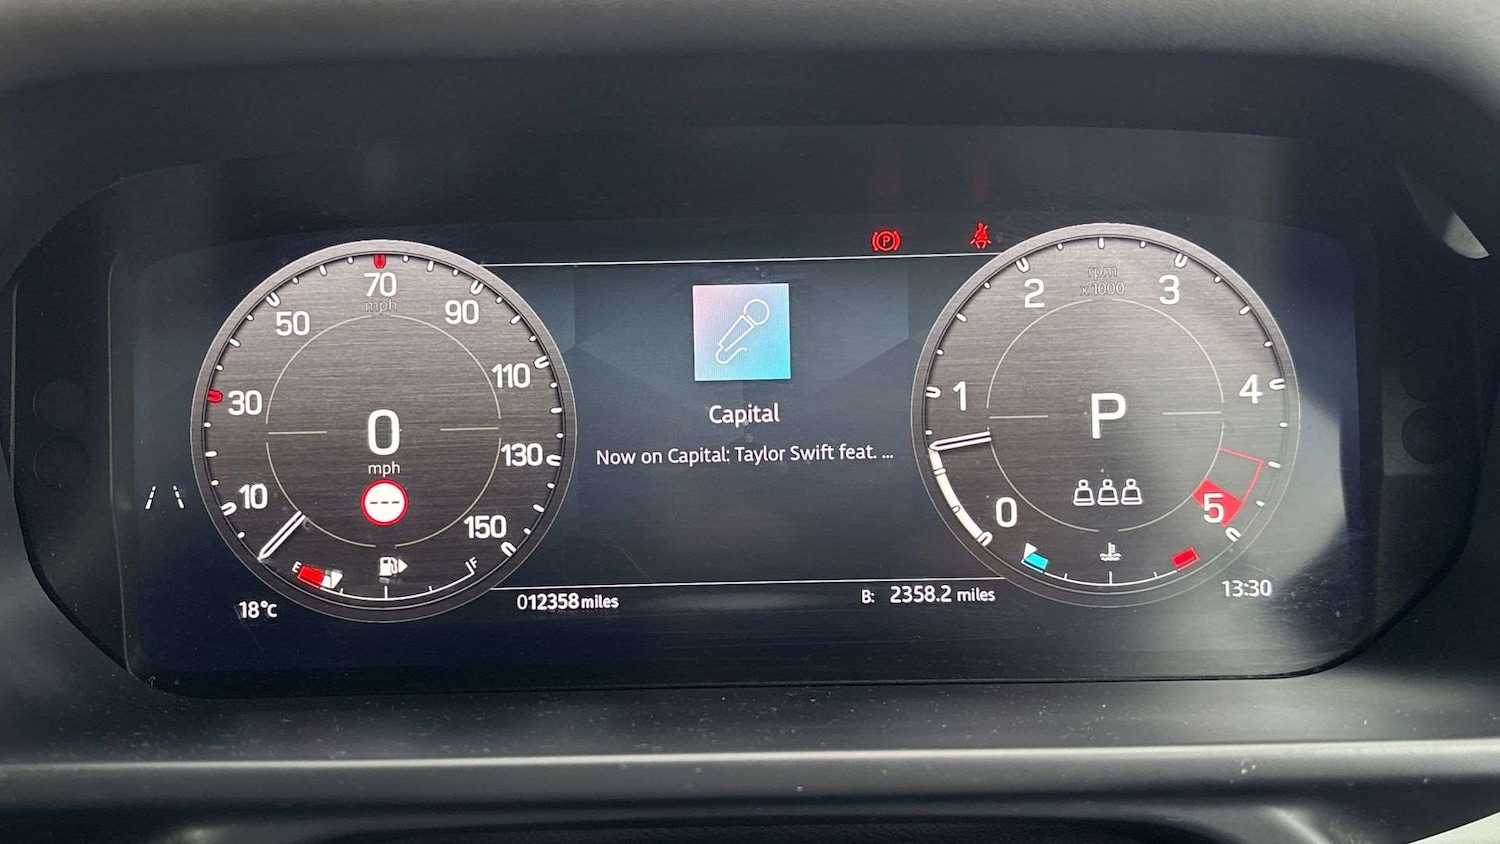 10
30
50
70
mph
90
110
130
150
0
mph
E
F
18°c
Capital
Now on Capital: Taylor Swift feat. ...
012358 miles
B: 2358.2 miles
P
0
1
2
3
4
5
rpm
x 1000
P
13:30